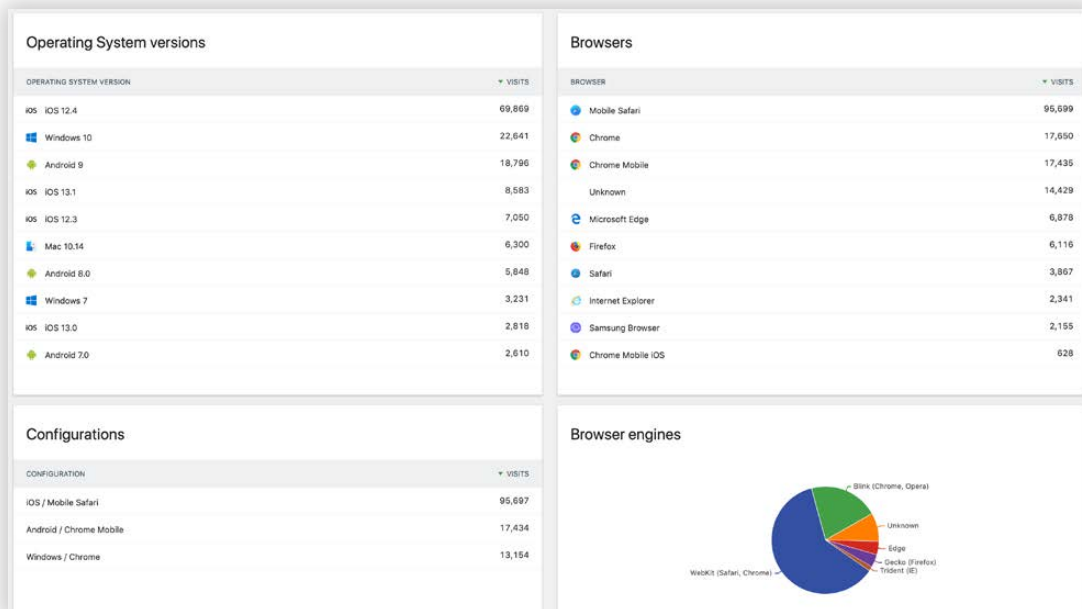 Operating System versions
OPERATING SYSTEM VERSION ▼ VISITS
iOS iOS 12.4 69,869
Windows 10 22,641
Android 9 18,796
iOS iOS 13.1 8,583
iOS iOS 12.3 7,050
Mac 10.14 6,300
Android 8.0 5,848
Windows 7 3,231
iOS iOS 13.0 2,818
Android 7.0 2,610
Browsers
BROWSER ▼ VISITS
Mobile Safari 95,699
Chrome 17,650
Chrome Mobile 17,435
Unknown 14,429
Microsoft Edge 6,878
Firefox 6,116
Safari 3,867
Internet Explorer 2,341
Samsung Browser 2,155
Chrome Mobile iOS 628
Configurations
CONFIGURATION ▼ VISITS
iOS / Mobile Safari 95,697
Android / Chrome Mobile 17,434
Windows / Chrome 13,154
Browser engines
Blink (Chrome, Opera)
Unknown
Edge
Gecko (Firefox)
Trident (IE)
WebKit (Safari, Chrome)